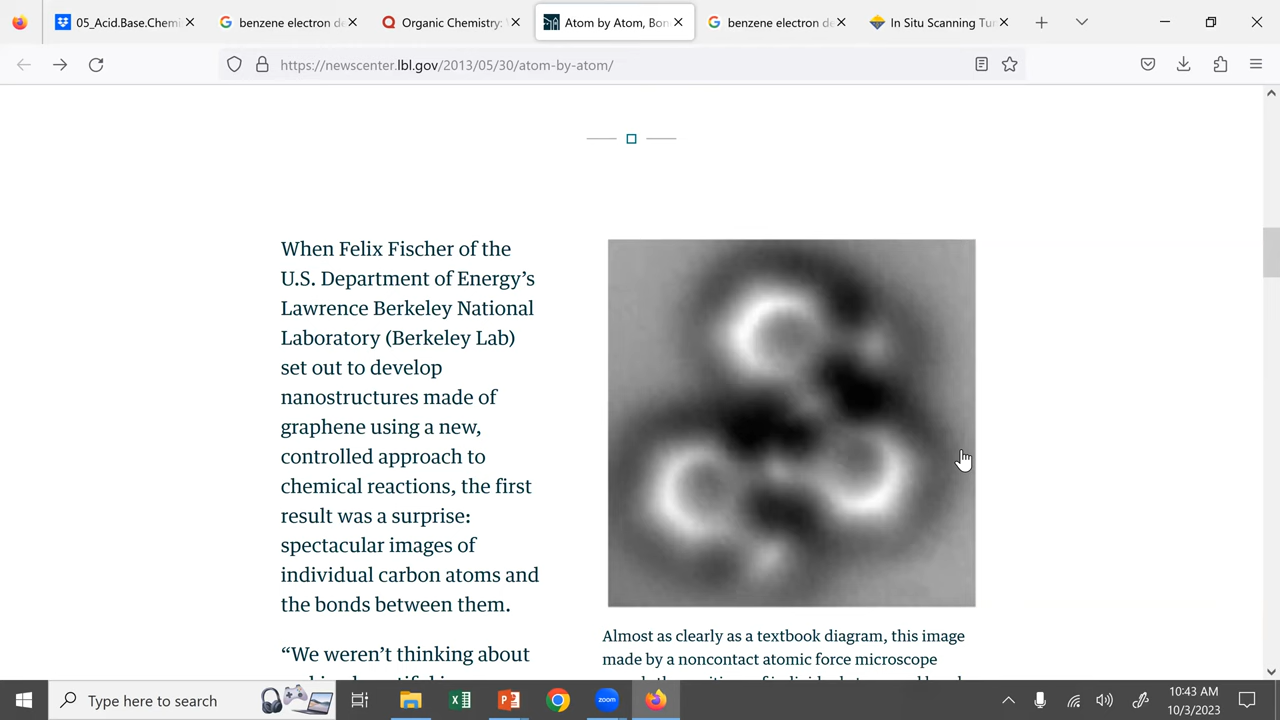 05_Acid.Base.Chemi
benzene electron de
Organic Chemistry:
Atom by Atom, Bon
benzene electron de
In Situ Scanning Tu
https://newscenter.lbl.gov/2013/05/30/atom-by-atom/
When Felix Fischer of the
U.S. Department of Energy’s
Lawrence Berkeley National
Laboratory (Berkeley Lab)
set out to develop
nanostructures made of
graphene using a new,
controlled approach to
chemical reactions, the first
result was a surprise:
spectacular images of
individual carbon atoms and
the bonds between them.
“We weren’t thinking about
Almost as clearly as a textbook diagram, this image
made by a noncontact atomic force microscope
Type here to search
zoom
10:43 AM
10/3/2023